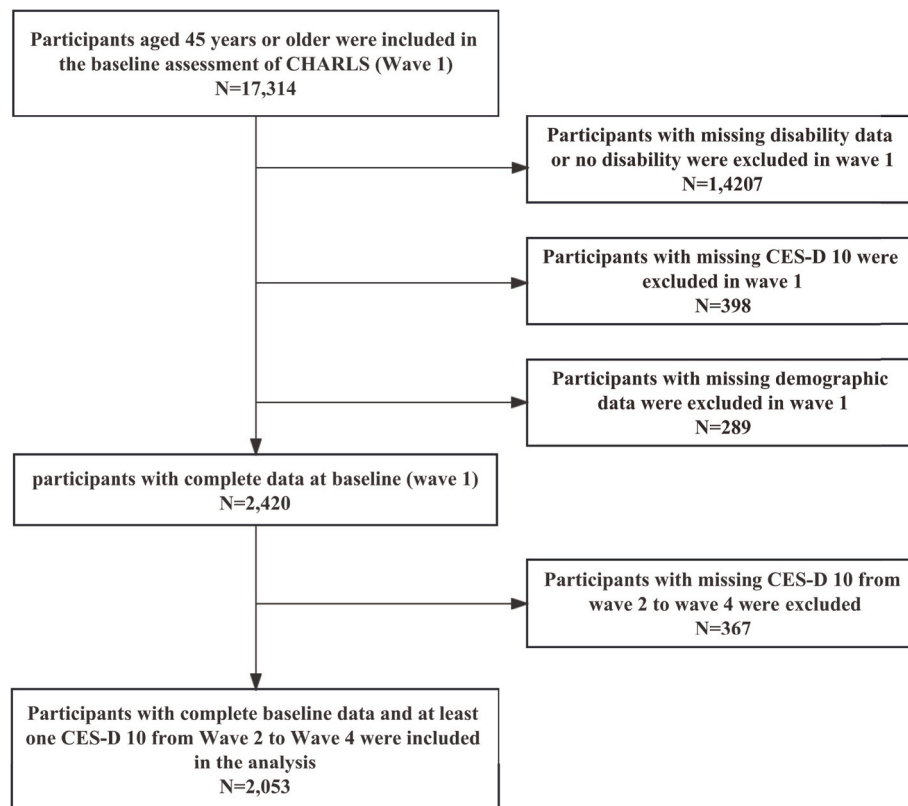 Participants aged 45 years or older were included in
the baseline assessment of CHARLS (Wave 1)
N=17,314
Participants with missing disability data
or no disability were excluded in wave 1
N=1,4207
Participants with missing CES-D 10 were
excluded in wave 1
N=398
Participants with missing demographic
data were excluded in wave 1
N=289
participants with complete data at baseline (wave 1)
N=2,420
Participants with missing CES-D 10 from
wave 2 to wave 4 were excluded
N=367
Participants with complete baseline data and at least
one CES-D 10 from Wave 2 to Wave 4 were included
in the analysis
N=2,053